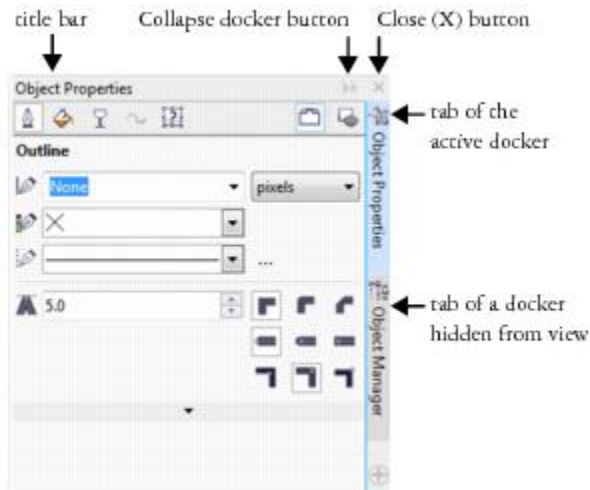 title bar
Collapse docker button
Close (X) button
Object Properties
tab of the
active docker
Outline
None
pixels
...
5.0
Object Properties
tab of a docker
hidden from view
Object Manager